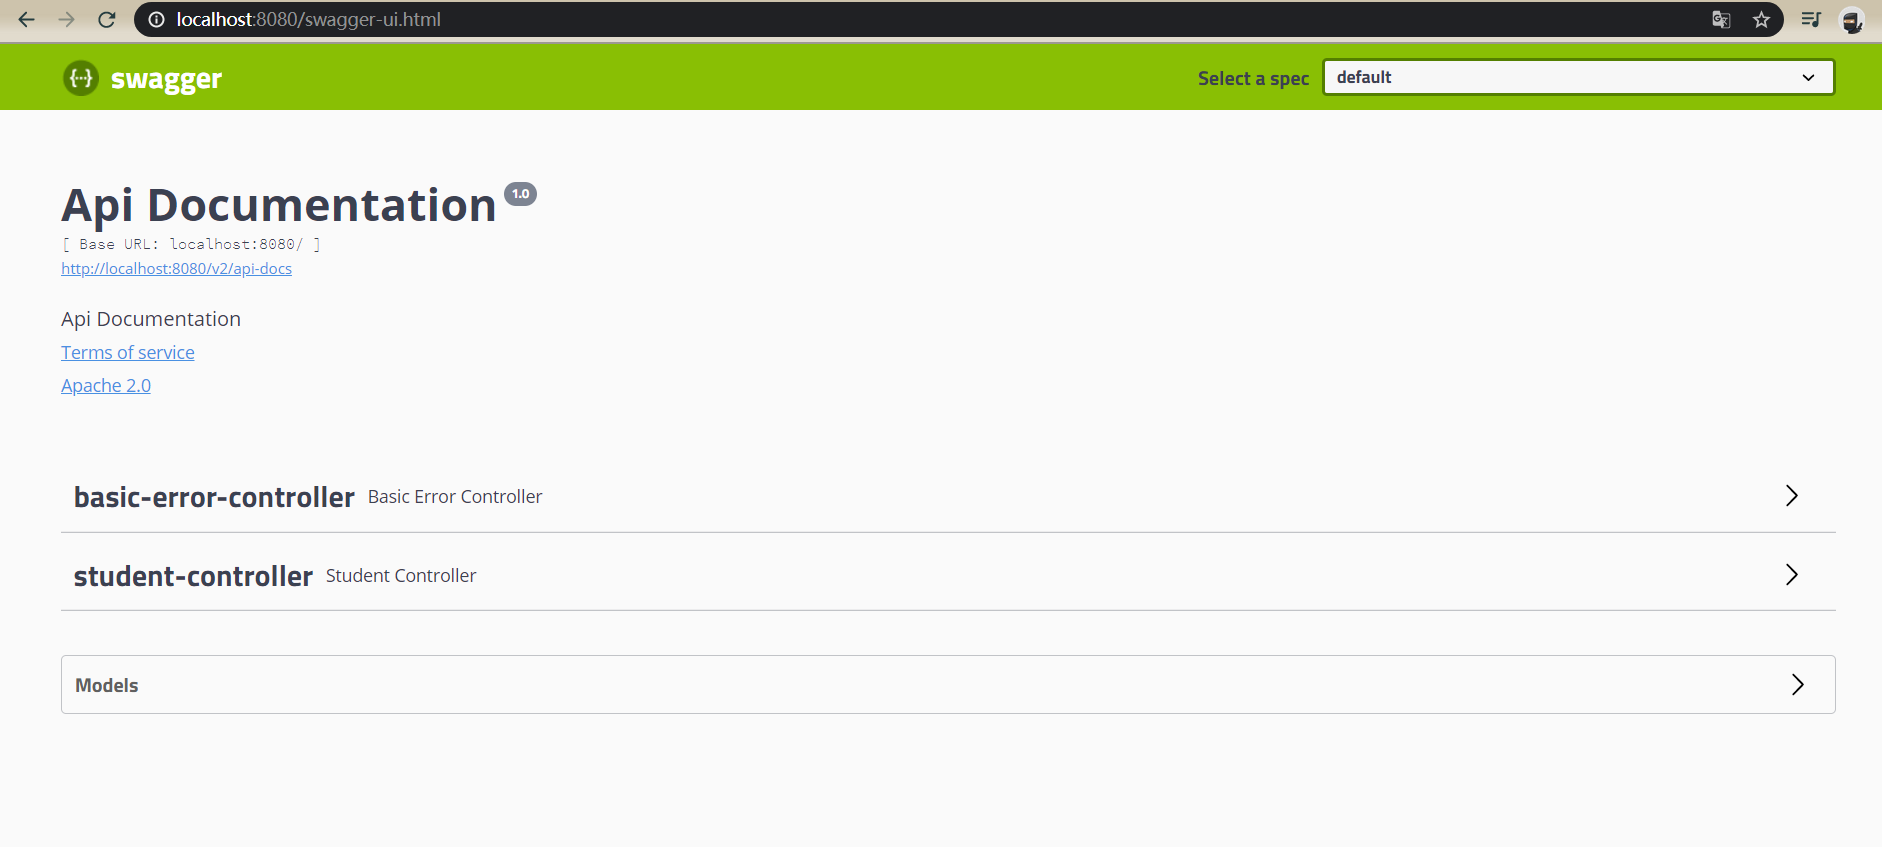 localhost:8080/swagger-ui.html
{···} swagger
Select a spec
default
Api Documentation 1.0
[ Base URL: localhost:8080/ ]
http://localhost:8080/v2/api-docs
Api Documentation
Terms of service
Apache 2.0
basic-error-controller Basic Error Controller
student-controller Student Controller
Models